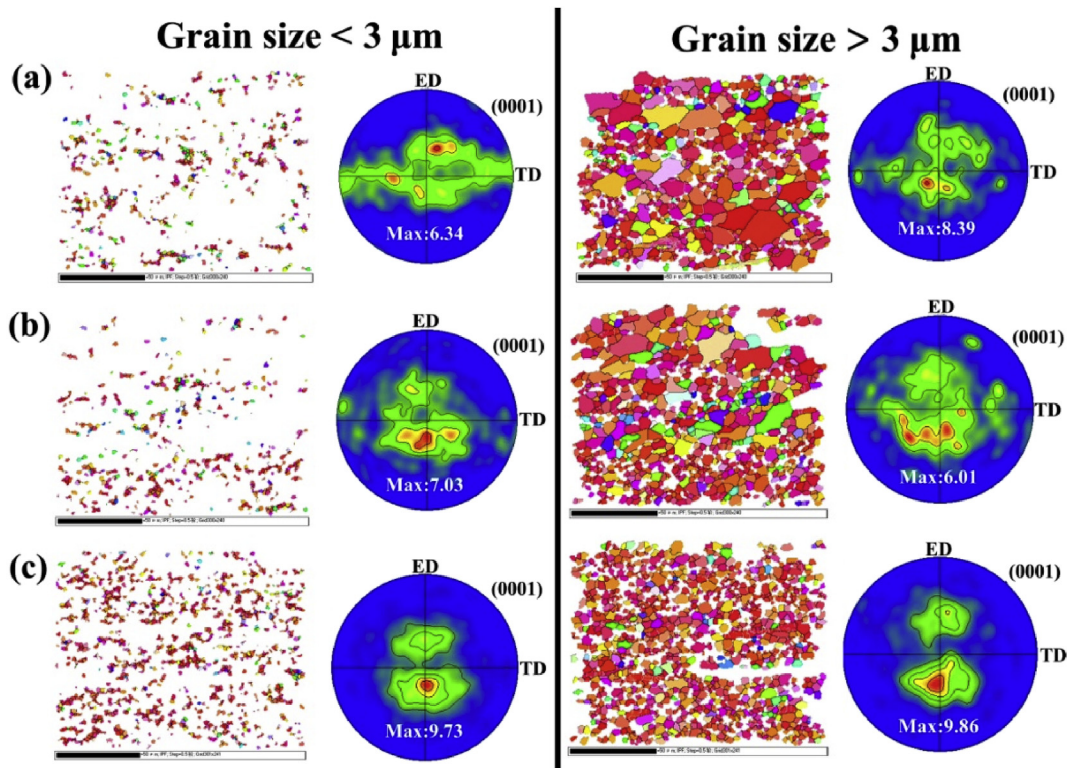 Grain size < 3 μm
Grain size > 3 μm
(a)
ED
(0001)
TD
Max:6.34
ED
(0001)
TD
Max:8.39
(b)
ED
(0001)
TD
Max:7.03
ED
(0001)
TD
Max:6.01
(c)
ED
(0001)
TD
Max:9.73
ED
(0001)
TD
Max:9.86